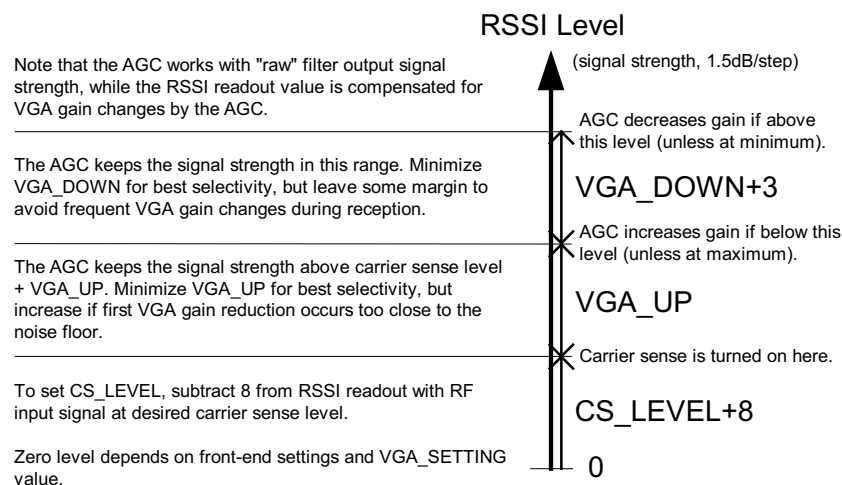 RSSI Level
(signal strength, 1.5dB/step)
Note that the AGC works with "raw" filter output signal
strength, while the RSSI readout value is compensated for
VGA gain changes by the AGC.
AGC decreases gain if above
this level (unless at minimum).
The AGC keeps the signal strength in this range. Minimize
VGA_DOWN for best selectivity, but leave some margin to
avoid frequent VGA gain changes during reception.
VGA_DOWN+3
AGC increases gain if below this
level (unless at maximum).
The AGC keeps the signal strength above carrier sense level
+ VGA_UP. Minimize VGA_UP for best selectivity, but
increase if first VGA gain reduction occurs too close to the
noise floor.
VGA_UP
Carrier sense is turned on here.
To set CS_LEVEL, subtract 8 from RSSI readout with RF
input signal at desired carrier sense level.
CS_LEVEL+8
Zero level depends on front-end settings and VGA_SETTING
value.
0